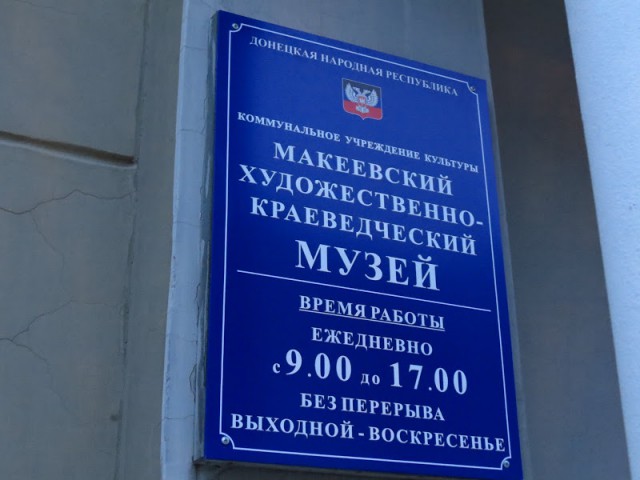 ДОНЕЦКАЯ НАРОДНАЯ РЕСПУБЛИКА
КОММУНАЛЬНОЕ УЧРЕЖДЕНИЕ КУЛЬТУРЫ
МАКЕЕВСКИЙ
ХУДОЖЕСТВЕННО-
КРАЕВЕДЧЕСКИЙ
МУЗЕЙ
ВРЕМЯ РАБОТЫ
ЕЖЕДНЕВНО
с 9.00 до 17.00
БЕЗ ПЕРЕРЫВА
ВЫХОДНОЙ - ВОСКРЕСЕНЬЕ